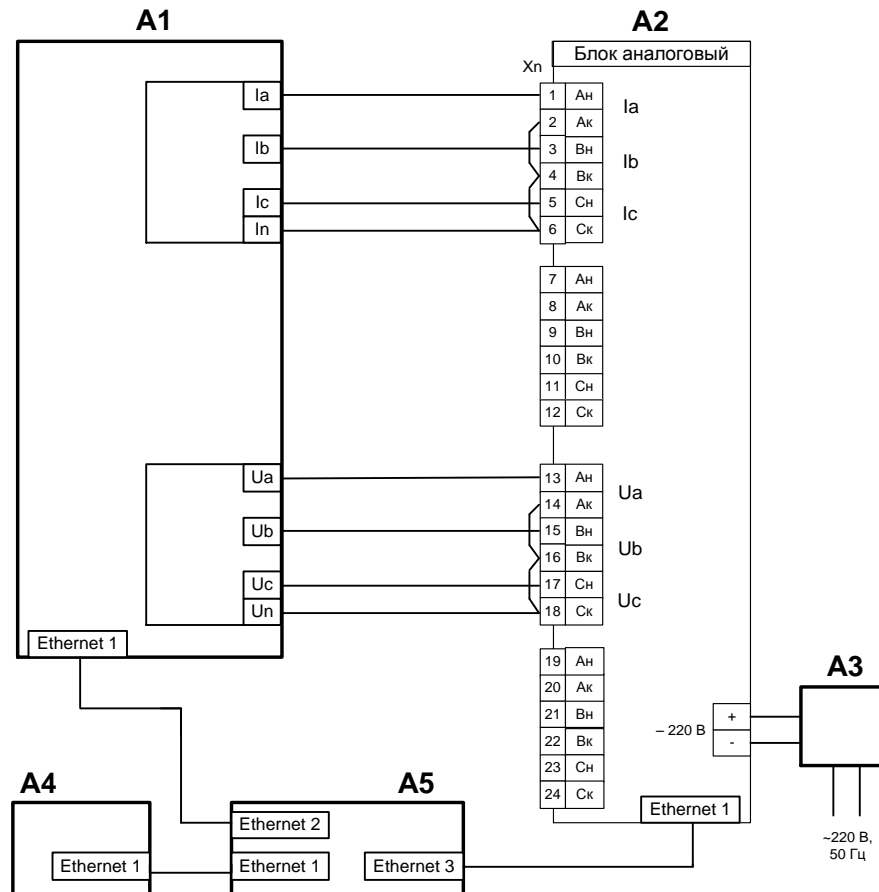 A1
A2
Блок аналоговый
Xn
Ia
1 Ан
Ia
2 Ак
Ib
3 Вн
Ib
4 Вк
Ic
5 Сн
Ic
In
6 Ск
7 Ан
8 Ак
9 Вн
10 Вк
11 Сн
12 Ск
Ua
13 Ан
Ua
14 Ак
Ub
15 Вн
Ub
16 Вк
Uc
17 Сн
Uc
Un
18 Ск
Ethernet 1
19 Ан
20 Ак
21 Вн
22 Вк
23 Сн
24 Ск
– 220 В
+
-
A3
Ethernet 1
~220 В,
50 Гц
A4
A5
Ethernet 2
Ethernet 1
Ethernet 1
Ethernet 3